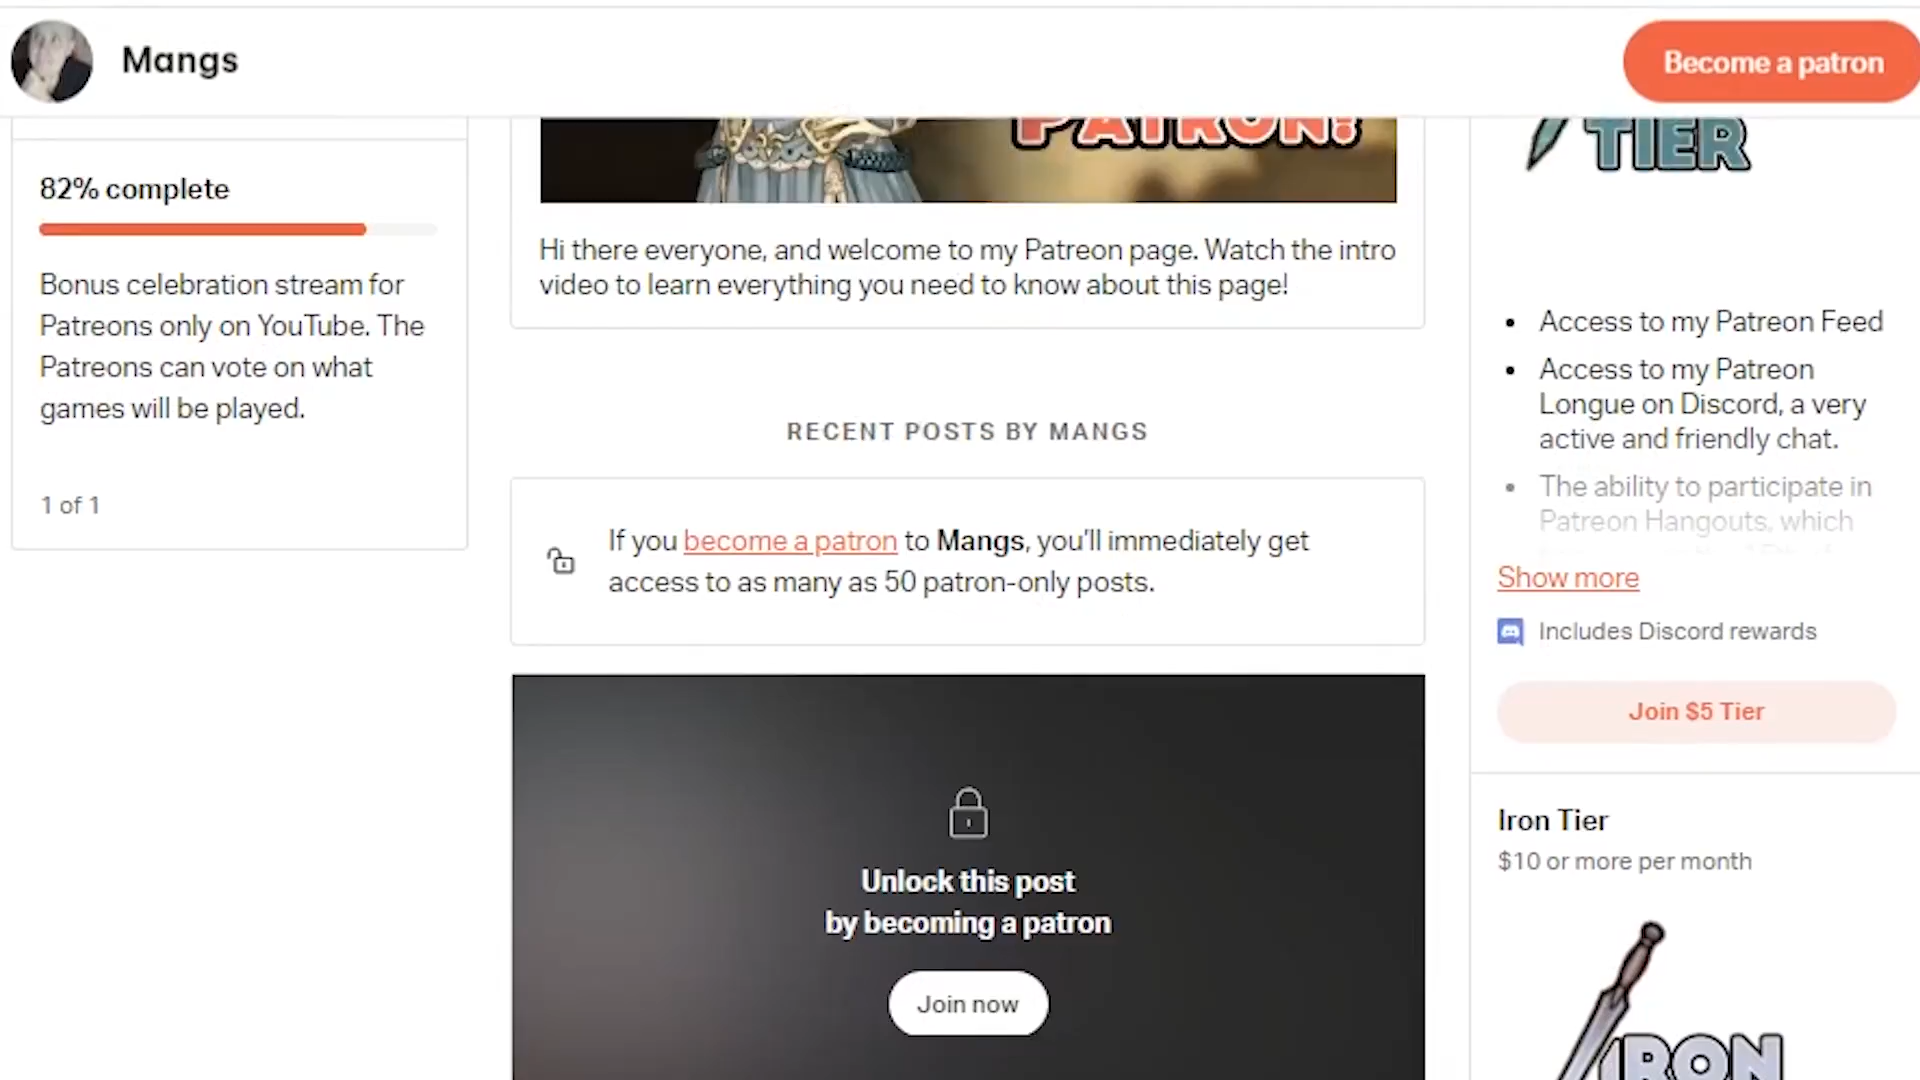 Mangs
Become a patron
82% complete
Bonus celebration stream for
Patreons only on YouTube. The
Patreons can vote on what
games will be played.
1 of 1
PATRON!
Hi there everyone, and welcome to my Patreon page. Watch the intro
video to learn everything you need to know about this page!
RECENT POSTS BY MANGS
If you become a patron to Mangs, you'll immediately get
access to as many as 50 patron-only posts.
Unlock this post
by becoming a patron
Join now
TIER
Access to my Patreon Feed
Access to my Patreon
Longue on Discord, a very
active and friendly chat.
The ability to participate in
Patreon Hangouts, which
Show more
Includes Discord rewards
Join $5 Tier
Iron Tier
$10 or more per month
IRON